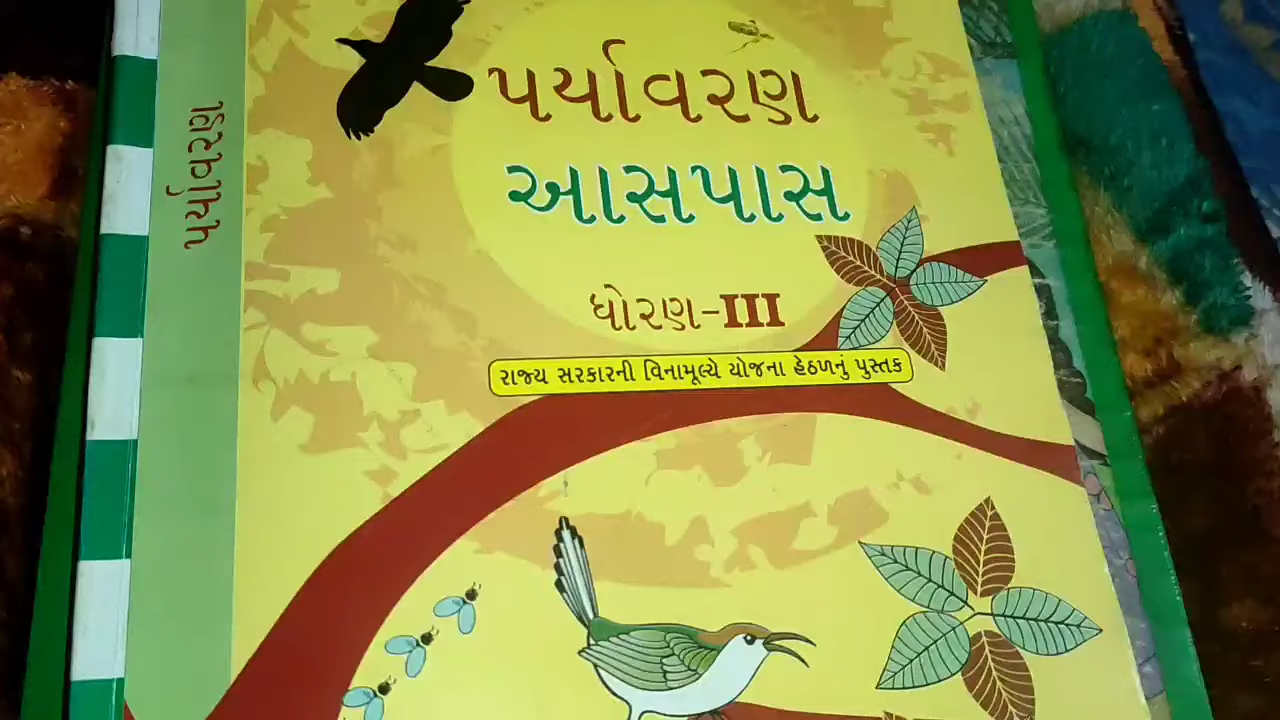 પર્યાવરણ
પર્યાવરણ
આસપાસ
ધોરણ-III
રાજ્ય સરકારની વિનામૂલ્યે યોજના હેઠળનું પુસ્તક